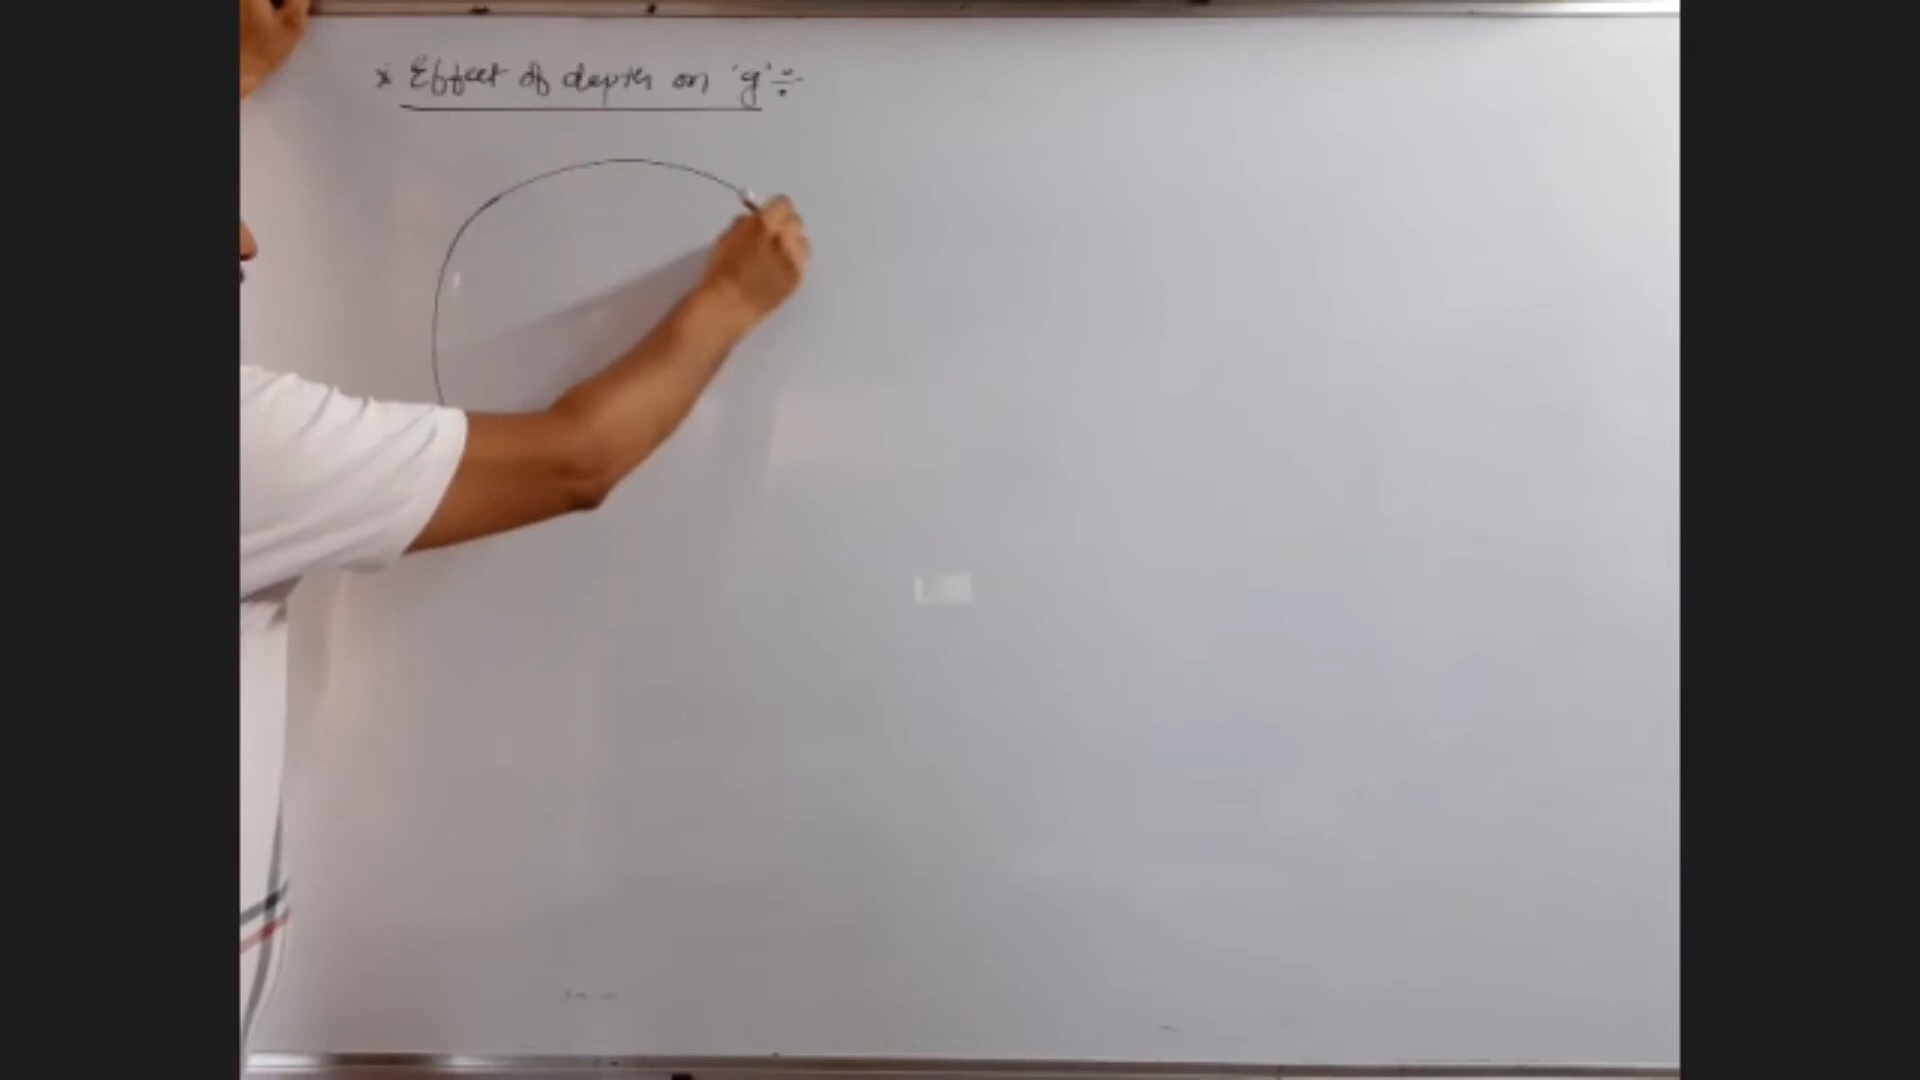 * Effect of depth on 'g' :-